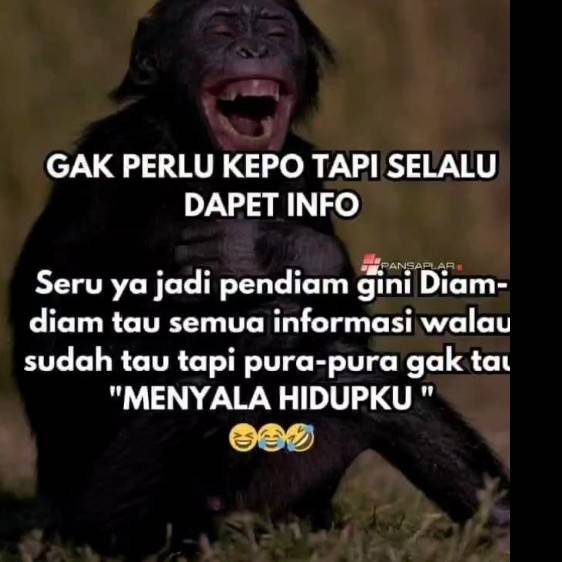 GAK PERLU KEPO TAPI SELALU
DAPET INFO
PANSAPLAR
Seru ya jadi pendiam gini Diam-
diam tau semua informasi walau
sudah tau tapi pura-pura gak tau
"MENYALA HIDUPKU "
😆😂🤣